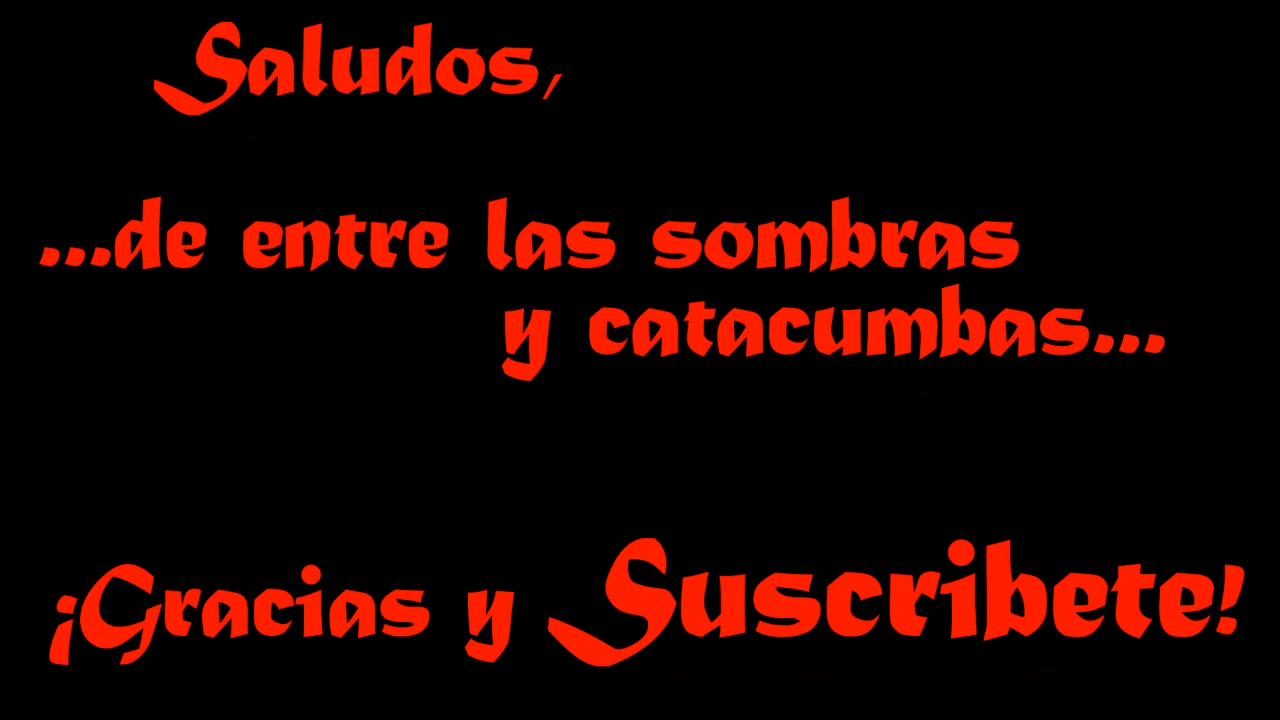 Saludos,
...de entre las sombras
y catacumbas...
¡Gracias y Suscribete!